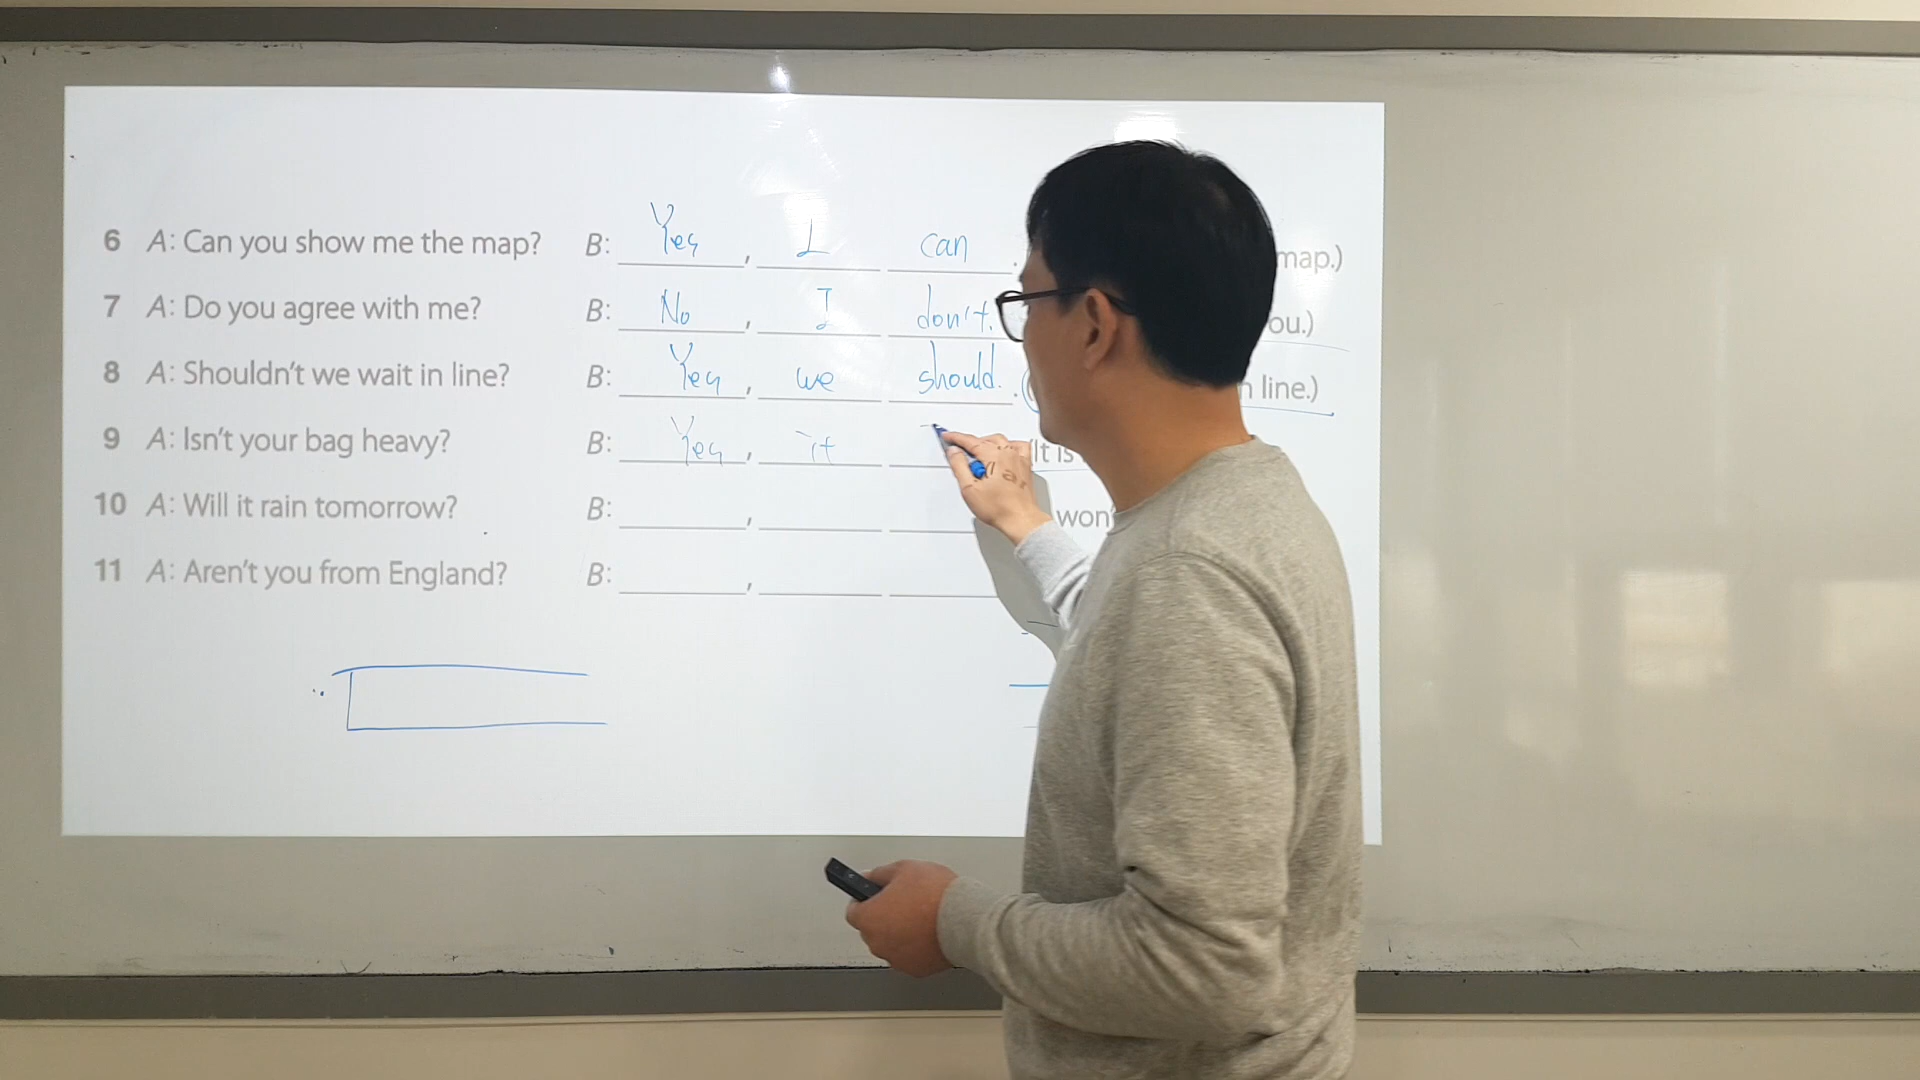 6 A: Can you show me the map? B: Yes, I can. map.)
7 A: Do you agree with me? B: No, I don't. ou.)
8 A: Shouldn't we wait in line? B: Yes, we should. (n line.)
9 A: Isn't your bag heavy? B: Yes, it (It is
10 A: Will it rain tomorrow? B: , won'
11 A: Aren't you from England? B: ,